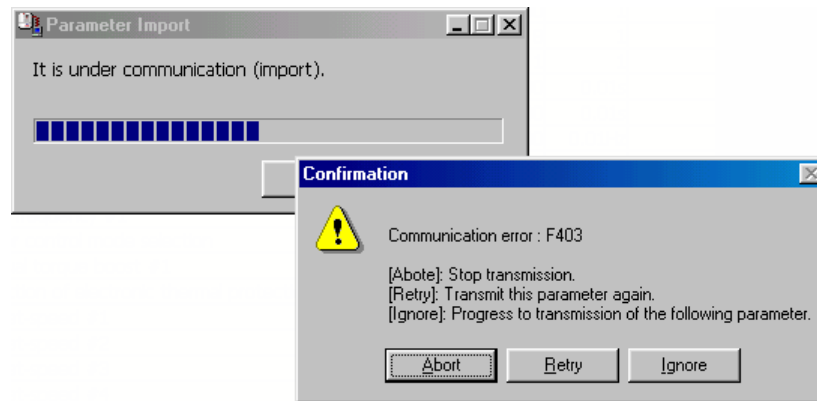 Parameter Import
It is under communication (import).
Confirmation
Communication error : F403
[Abote]: Stop transmission.
[Retry]: Transmit this parameter again.
[Ignore]: Progress to transmission of the following parameter.
Abort
Retry
Ignore